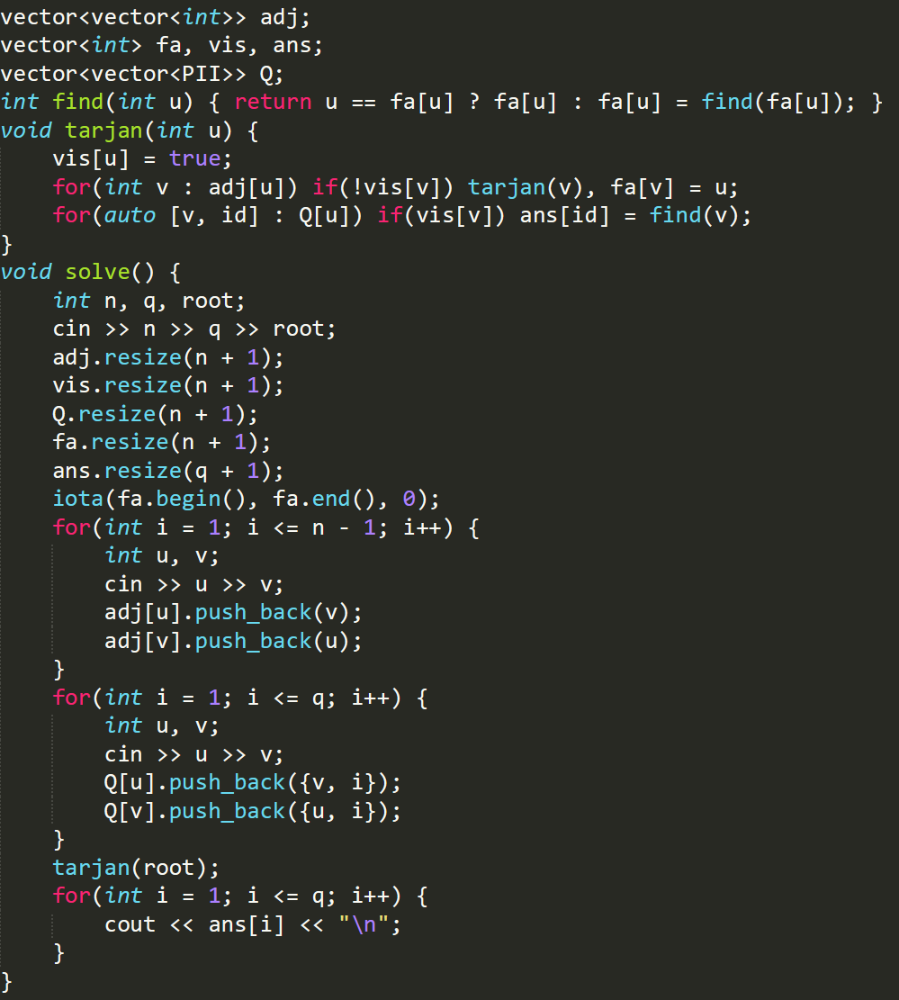 vector<vector<int>> adj;
vector<int> fa, vis, ans;
vector<vector<PII>> Q;
int find(int u) { return u == fa[u] ? fa[u] : fa[u] = find(fa[u]); }
void tarjan(int u) {
    vis[u] = true;
    for(int v : adj[u]) if(!vis[v]) tarjan(v), fa[v] = u;
    for(auto [v, id] : Q[u]) if(vis[v]) ans[id] = find(v);
}
void solve() {
    int n, q, root;
    cin >> n >> q >> root;
    adj.resize(n + 1);
    vis.resize(n + 1);
    Q.resize(n + 1);
    fa.resize(n + 1);
    ans.resize(q + 1);
    iota(fa.begin(), fa.end(), 0);
    for(int i = 1; i <= n - 1; i++) {
        int u, v;
        cin >> u >> v;
        adj[u].push_back(v);
        adj[v].push_back(u);
    }
    for(int i = 1; i <= q; i++) {
        int u, v;
        cin >> u >> v;
        Q[u].push_back({v, i});
        Q[v].push_back({u, i});
    }
    tarjan(root);
    for(int i = 1; i <= q; i++) {
        cout << ans[i] << "\n";
    }
}